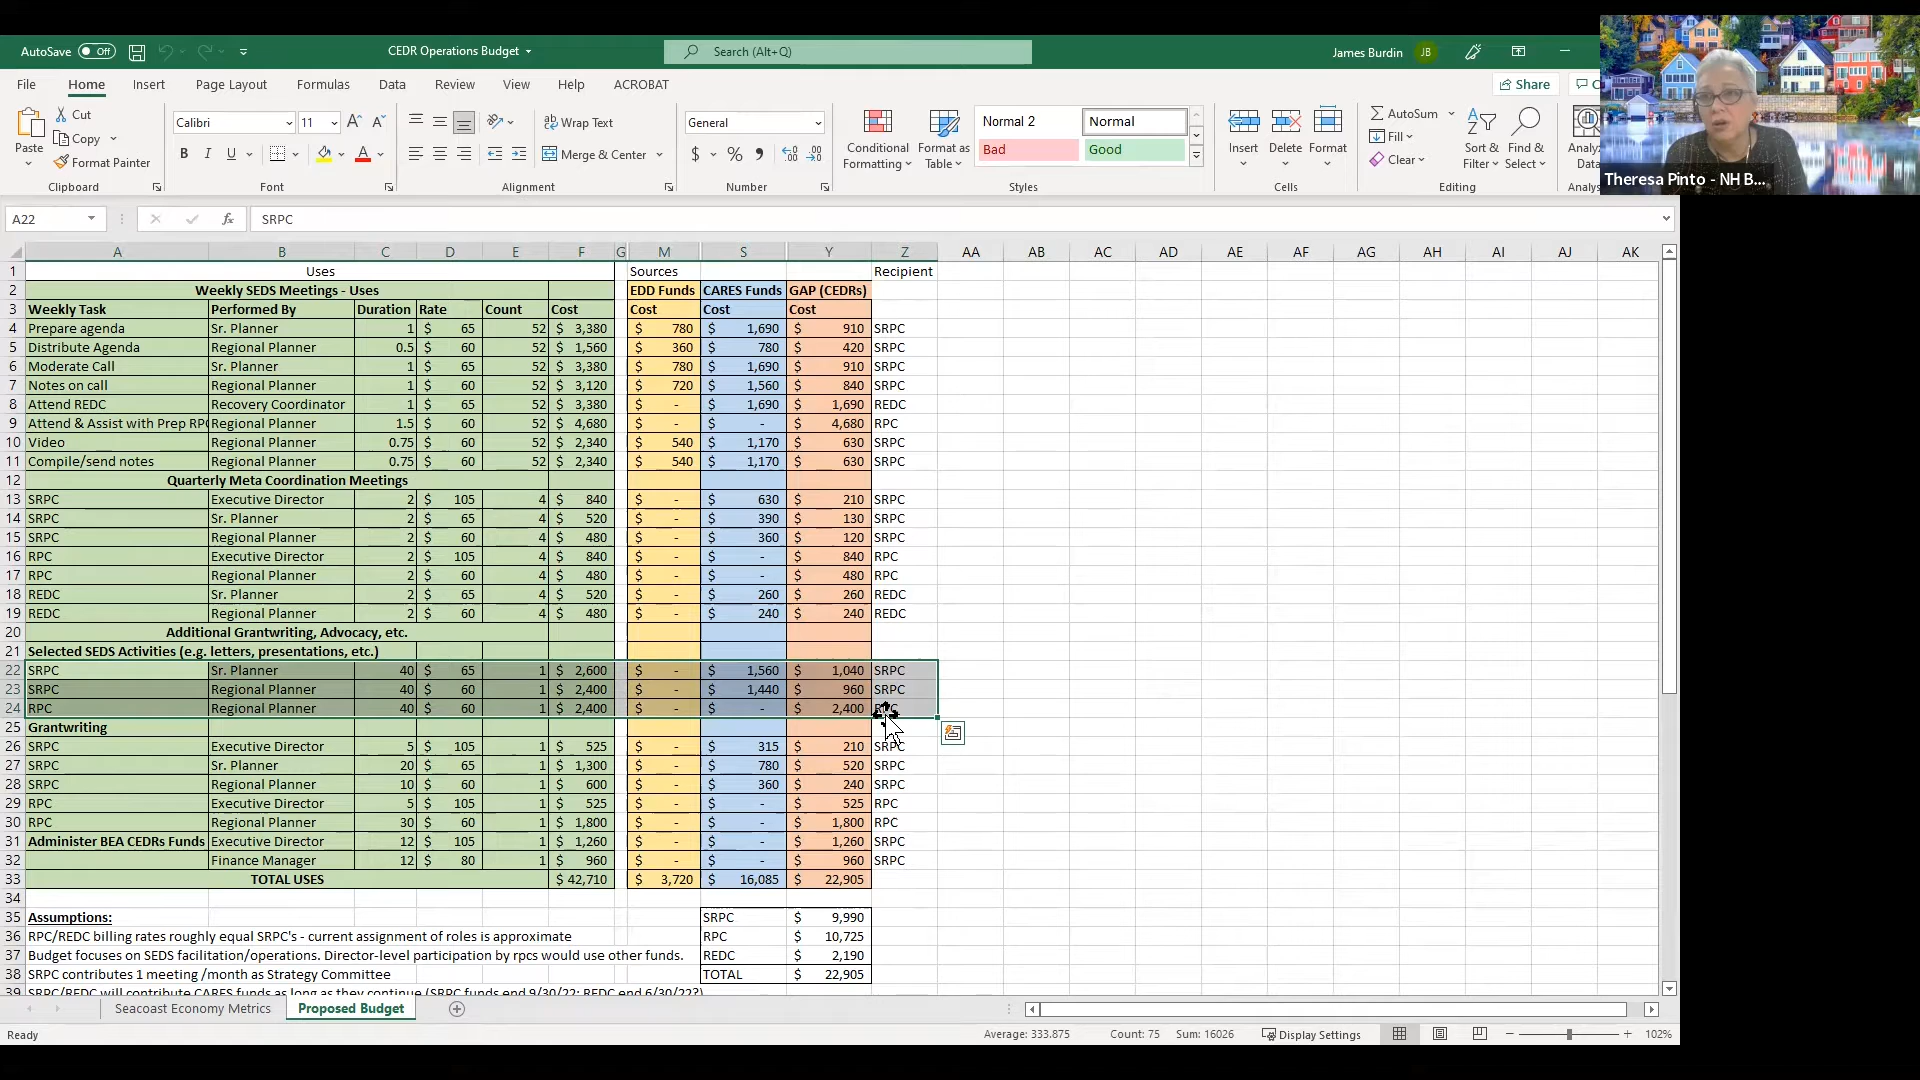 AutoSave Off CEDR Operations Budget Search (Alt+Q) James Burdin JB
File Home Insert Page Layout Formulas Data Review View Help ACROBAT Share
Paste Cut Copy Format Painter Clipboard
Calibri 11 A A B I U A Font
Wrap Text Merge & Center Alignment
General $ % Number
Conditional Formatting Format as Table Normal 2 Normal Bad Good Styles
Insert Delete Format Cells
AutoSum Fill Clear Sort & Filter Find & Select Editing
Theresa Pinto - NH B...
A22 fx SRPC
A B C D E F G M S Y Z AA AB AC AD AE AF AG AH AI AJ AK
1 Uses Sources Recipient
2 Weekly SEDS Meetings - Uses EDD Funds CARES Funds GAP (CEDRs)
3 Weekly Task Performed By Duration Rate Count Cost Cost Cost Cost
4 Prepare agenda Sr. Planner 1 $ 65 52 $ 3,380 $ 780 $ 1,690 $ 910 SRPC
5 Distribute Agenda Regional Planner 0.5 $ 60 52 $ 1,560 $ 360 $ 780 $ 420 SRPC
6 Moderate Call Sr. Planner 1 $ 65 52 $ 3,380 $ 780 $ 1,690 $ 910 SRPC
7 Notes on call Regional Planner 1 $ 60 52 $ 3,120 $ 720 $ 1,560 $ 840 SRPC
8 Attend REDC Recovery Coordinator 1 $ 65 52 $ 3,380 $ - $ 1,690 $ 1,690 REDC
9 Attend & Assist with Prep RPC Regional Planner 1.5 $ 60 52 $ 4,680 $ - $ - $ 4,680 RPC
10 Video Regional Planner 0.75 $ 60 52 $ 2,340 $ 540 $ 1,170 $ 630 SRPC
11 Compile/send notes Regional Planner 0.75 $ 60 52 $ 2,340 $ 540 $ 1,170 $ 630 SRPC
12 Quarterly Meta Coordination Meetings
13 SRPC Executive Director 2 $ 105 4 $ 840 $ - $ 630 $ 210 SRPC
14 SRPC Sr. Planner 2 $ 65 4 $ 520 $ - $ 390 $ 130 SRPC
15 SRPC Regional Planner 2 $ 60 4 $ 480 $ - $ 360 $ 120 SRPC
16 RPC Executive Director 2 $ 105 4 $ 840 $ - $ - $ 840 RPC
17 RPC Regional Planner 2 $ 60 4 $ 480 $ - $ - $ 480 RPC
18 REDC Sr. Planner 2 $ 65 4 $ 520 $ - $ 260 $ 260 REDC
19 REDC Regional Planner 2 $ 60 4 $ 480 $ - $ 240 $ 240 REDC
20 Additional Grantwriting, Advocacy, etc.
21 Selected SEDS Activities (e.g. letters, presentations, etc.)
22 SRPC Sr. Planner 40 $ 65 1 $ 2,600 $ - $ 1,560 $ 1,040 SRPC
23 SRPC Regional Planner 40 $ 60 1 $ 2,400 $ - $ 1,440 $ 960 SRPC
24 RPC Regional Planner 40 $ 60 1 $ 2,400 $ - $ - $ 2,400 RPC
25 Grantwriting
26 SRPC Executive Director 5 $ 105 1 $ 525 $ - $ 315 $ 210 SRPC
27 SRPC Sr. Planner 20 $ 65 1 $ 1,300 $ - $ 780 $ 520 SRPC
28 SRPC Regional Planner 10 $ 60 1 $ 600 $ - $ 360 $ 240 SRPC
29 RPC Executive Director 5 $ 105 1 $ 525 $ - $ - $ 525 RPC
30 RPC Regional Planner 30 $ 60 1 $ 1,800 $ - $ - $ 1,800 RPC
31 Administer BEA CEDRs Funds Executive Director 12 $ 105 1 $ 1,260 $ - $ - $ 1,260 SRPC
32 Finance Manager 12 $ 80 1 $ 960 $ - $ - $ 960 SRPC
33 TOTAL USES $ 42,710 $ 3,720 $ 16,085 $ 22,905
34
35 Assumptions: SRPC $ 9,990
36 RPC/REDC billing rates roughly equal SRPC's - current assignment of roles is approximate RPC $ 10,725
37 Budget focuses on SEDS facilitation/operations. Director-level participation by rpcs would use other funds. REDC $ 2,190
38 SRPC contributes 1 meeting /month as Strategy Committee TOTAL $ 22,905
39 SRPC/REDC will contribute CARES funds as long as they continue (SRPC funds end 9/30/22; REDC end 6/30/22?)
Seacoast Economy Metrics Proposed Budget
Ready Average: 333.875 Count: 75 Sum: 16026 Display Settings 102%